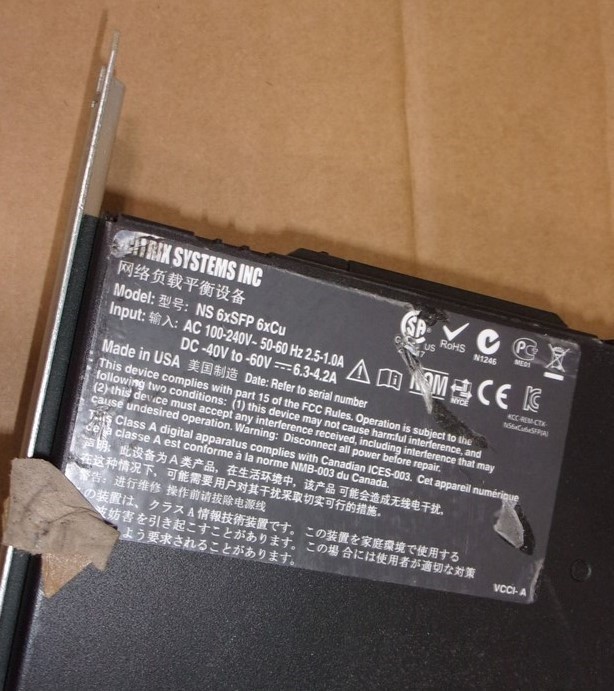 CITRIX SYSTEMS INC
网络负载平衡设备
Model: 型号: NS 6xSFP 6xCu
Input: 输入: AC 100-240V~ 50-60 Hz 2.5-1.0A
DC -40V to -60V ⎓ 6.3-4.2A
Made in USA 美国制造 Date: Refer to serial number
SA
US
RoHS
N1246
PC
ME01
NOM
NYCE
CE
KCC-REM-CTX-
NS6xCu6xSFP(A)
This device complies with part 15 of the FCC Rules. Operation is subject to the
following two conditions: (1) this device may not cause harmful interference, and
(2) this device must accept any interference received, including interference that may
cause undesired operation. Warning: Disconnect all power before repair.
This Class A digital apparatus complies with Canadian ICES-003. Cet appareil numérique
de la classe A est conforme à la norme NMB-003 du Canada.
声明: 此设备为A类产品, 在生活环境中, 该产品 可能会造成无线电干扰,
在这种情况下, 可能需要用户对其干扰采取切实可行的措施.
警告: 进行维修 操作前请拔除电源线
の装置は、クラスA情報技術装置です。 この装置を家庭環境で使用する
妨害を引き起こすことがあります。 この場 合には使用者が適切な対策
よう要求されることがあります。
VCCI- A